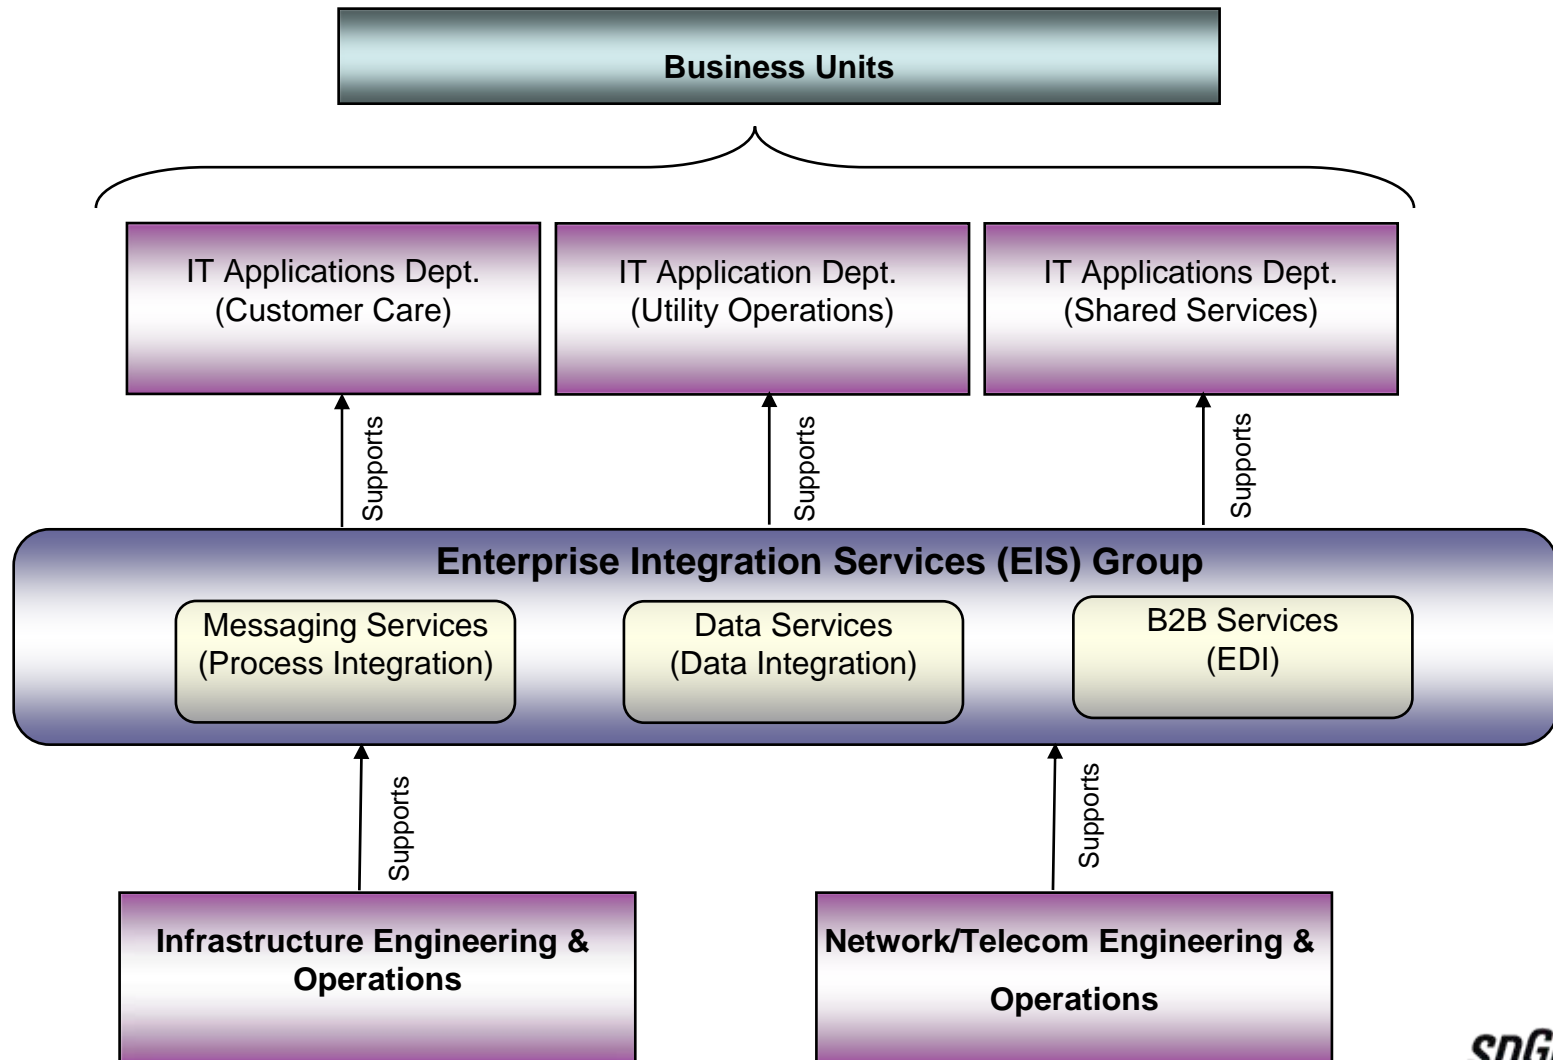 Business Units
IT Applications Dept.
(Customer Care)
IT Application Dept.
(Utility Operations)
IT Applications Dept.
(Shared Services)
Supports
Supports
Supports
Enterprise Integration Services (EIS) Group
Messaging Services
(Process Integration)
Data Services
(Data Integration)
B2B Services
(EDI)
Supports
Supports
Infrastructure Engineering &
Operations
Network/Telecom Engineering &
Operations